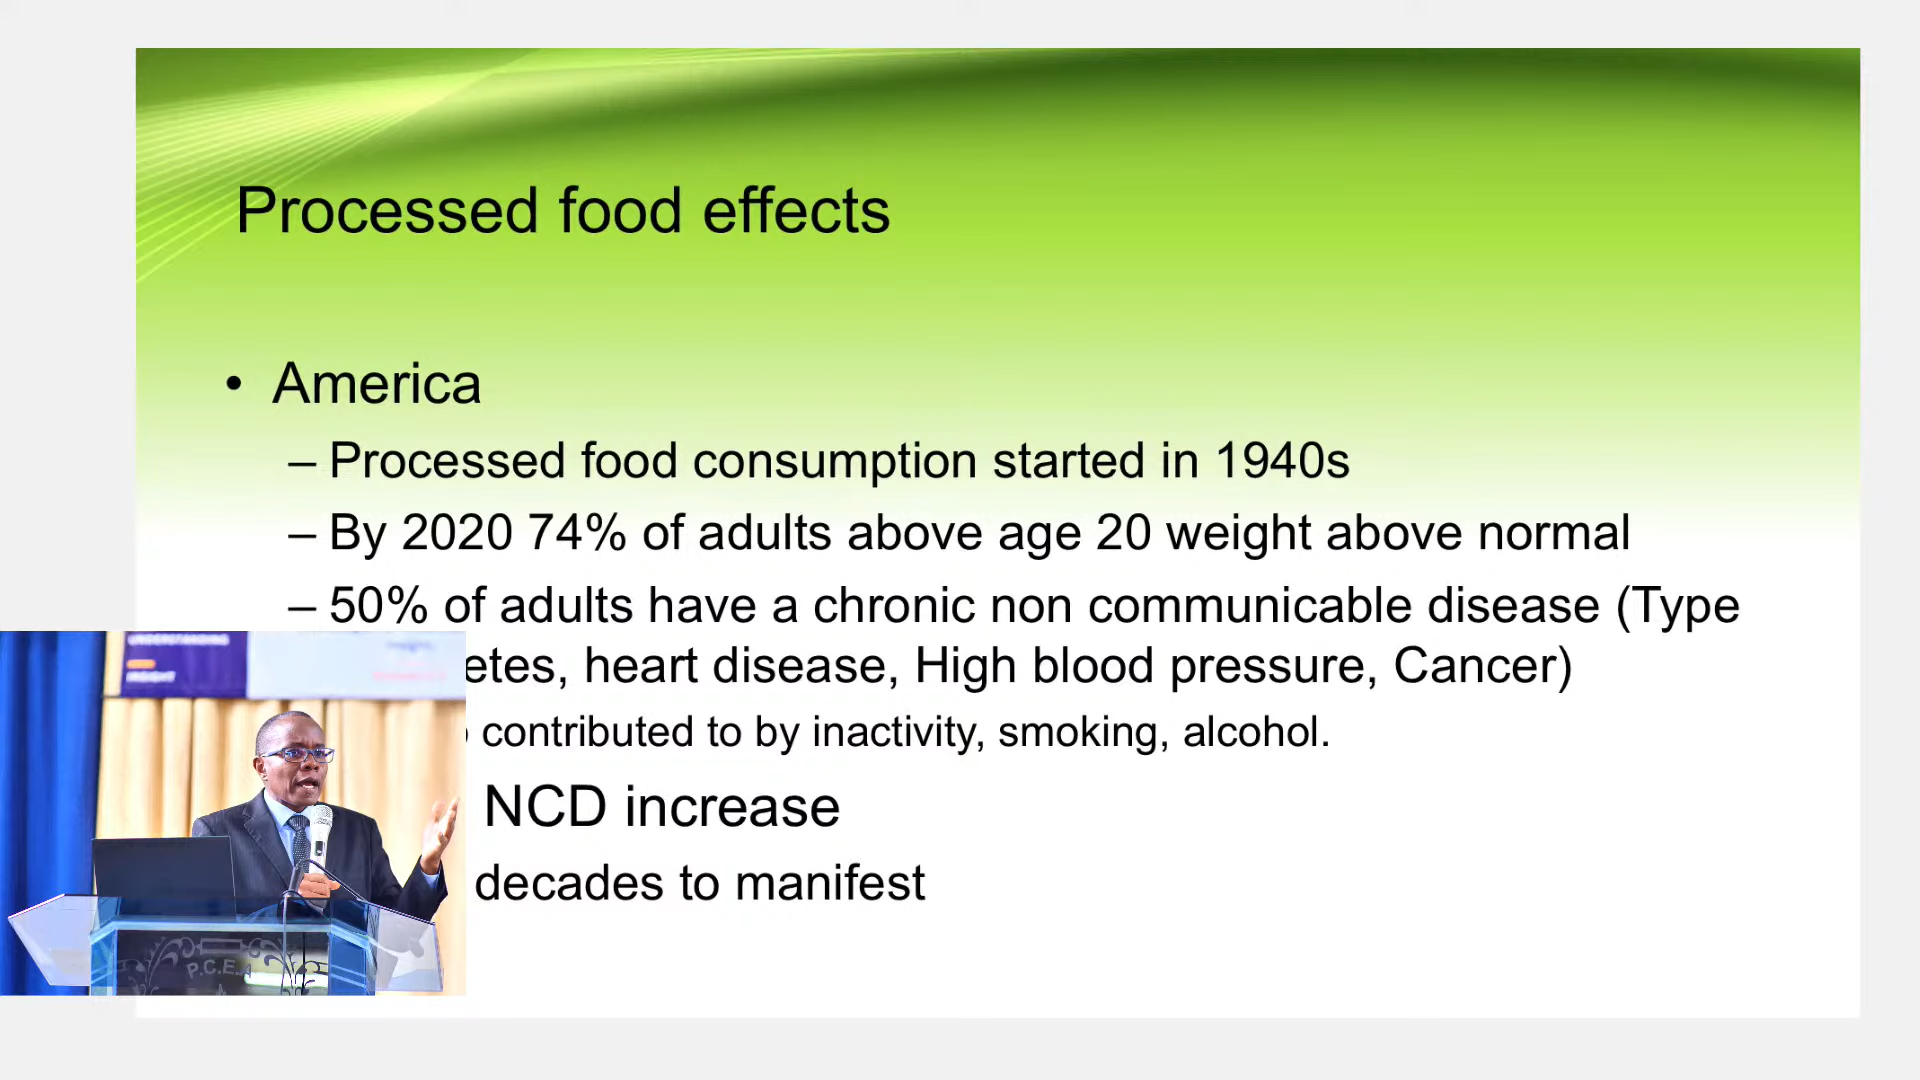 Processed food effects
• America
– Processed food consumption started in 1940s
– By 2020 74% of adults above age 20 weight above normal
– 50% of adults have a chronic non communicable disease (Type
etes, heart disease, High blood pressure, Cancer)
contributed to by inactivity, smoking, alcohol.
NCD increase
decades to manifest
UNDERSTANDING
INSIGHT
P.C.E.A